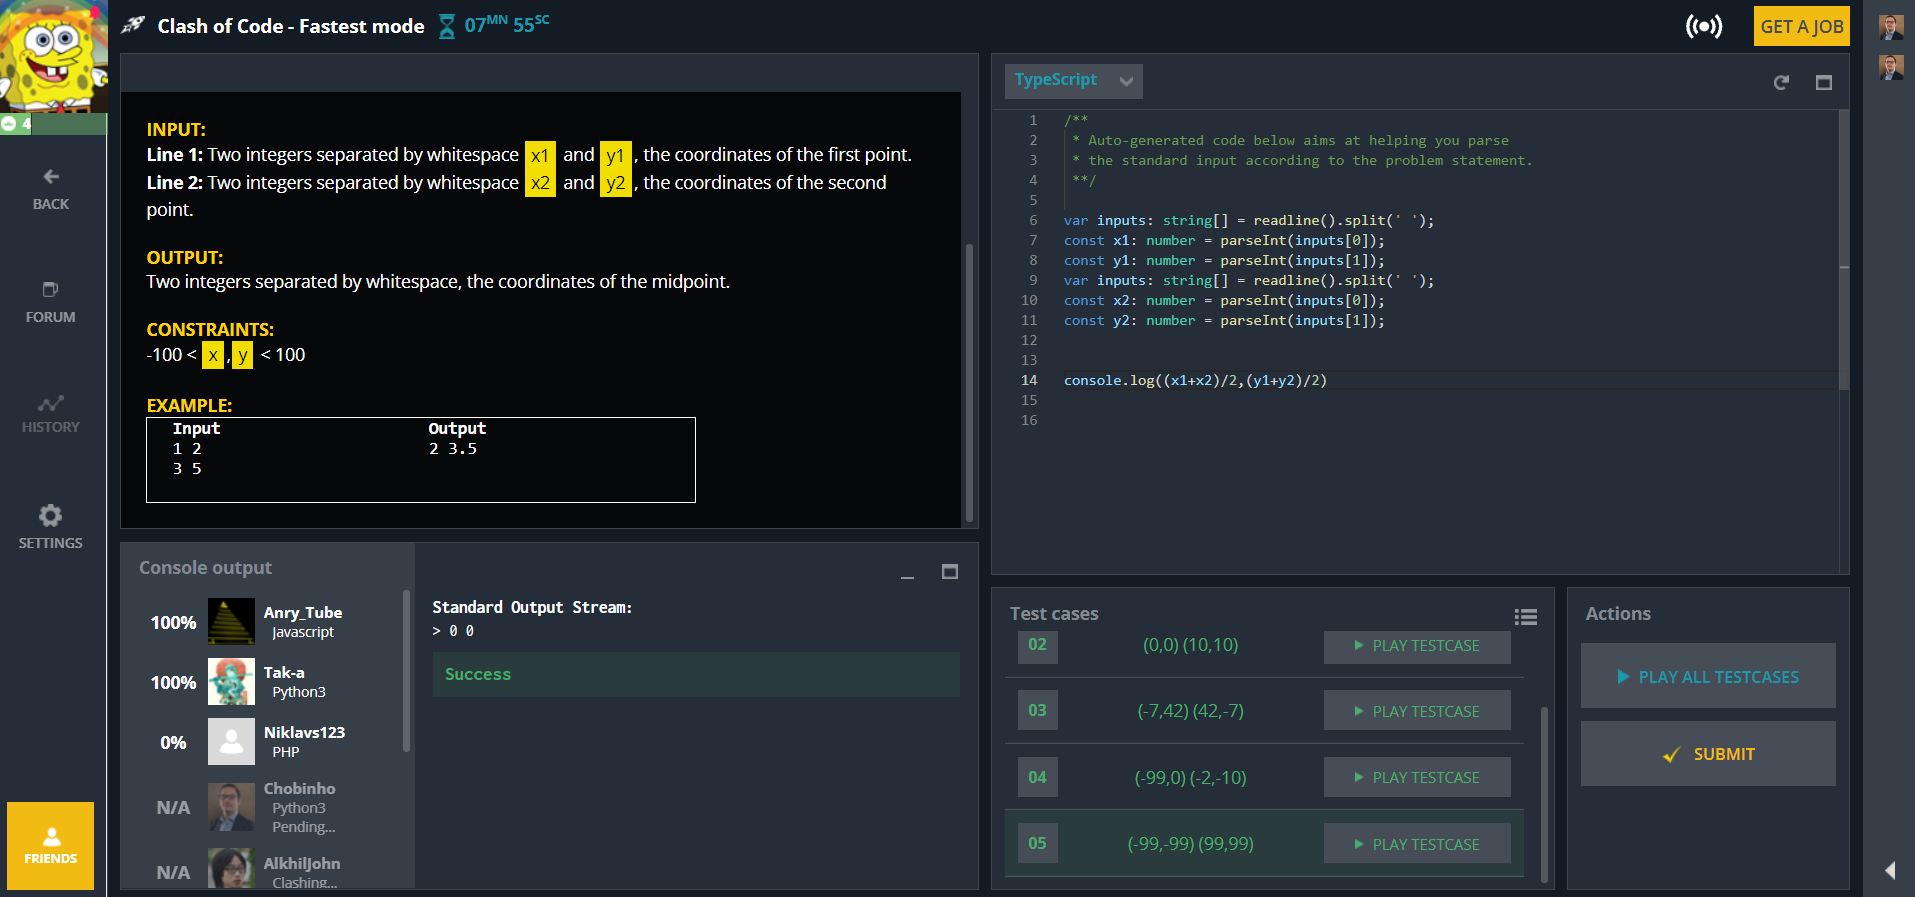 Clash of Code - Fastest mode 07MN 55SC
GET A JOB
4
BACK
FORUM
HISTORY
SETTINGS
FRIENDS
INPUT:
Line 1: Two integers separated by whitespace x1 and y1 , the coordinates of the first point.
Line 2: Two integers separated by whitespace x2 and y2 , the coordinates of the second
point.
OUTPUT:
Two integers separated by whitespace, the coordinates of the midpoint.
CONSTRAINTS:
-100 < x , y < 100
EXAMPLE:
Input Output
1 2 2 3.5
3 5
TypeScript
1 /**
2 * Auto-generated code below aims at helping you parse
3 * the standard input according to the problem statement.
4 **/
5
6 var inputs: string[] = readline().split(' ');
7 const x1: number = parseInt(inputs[0]);
8 const y1: number = parseInt(inputs[1]);
9 var inputs: string[] = readline().split(' ');
10 const x2: number = parseInt(inputs[0]);
11 const y2: number = parseInt(inputs[1]);
12
13
14 console.log((x1+x2)/2,(y1+y2)/2)
15
16
Console output
100% Anry_Tube
Javascript
100% Tak-a
Python3
0% Niklavs123
PHP
N/A Chobinho
Python3
Pending...
N/A AlkhilJohn
Clashing...
Standard Output Stream:
> 0 0
Success
Test cases
02 (0,0) (10,10) PLAY TESTCASE
03 (-7,42) (42,-7) PLAY TESTCASE
04 (-99,0) (-2,-10) PLAY TESTCASE
05 (-99,-99) (99,99) PLAY TESTCASE
Actions
PLAY ALL TESTCASES
SUBMIT